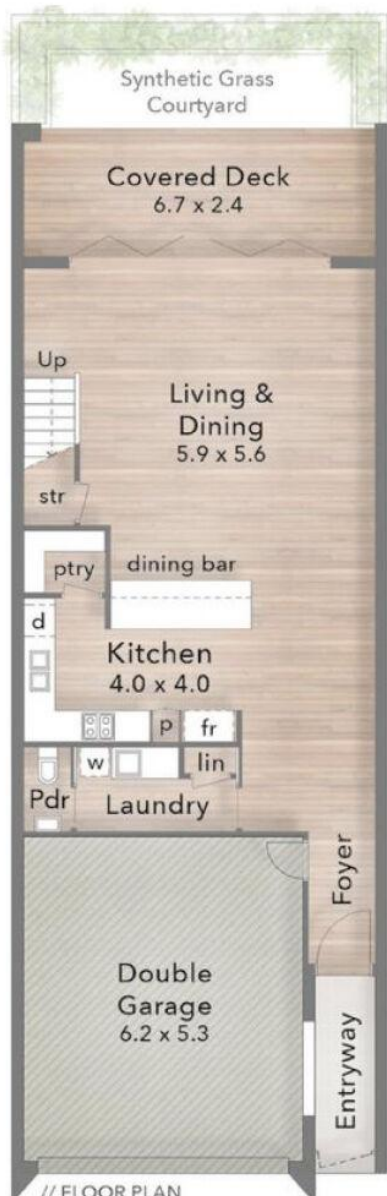 Synthetic Grass
Courtyard
Covered Deck
6.7 x 2.4
Up
Living &
Dining
5.9 x 5.6
str
ptry
dining bar
d
Kitchen
4.0 x 4.0
p
fr
w
lin
Pdr
Laundry
Foyer
Double
Garage
6.2 x 5.3
Entryway
// FLOOR PLAN